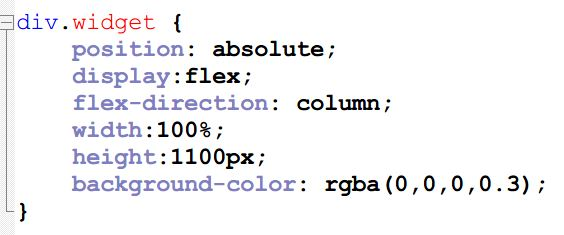 div.widget {
position: absolute;
display:flex;
flex-direction: column;
width:100%;
height:1100px;
background-color: rgba(0,0,0,0.3);
}